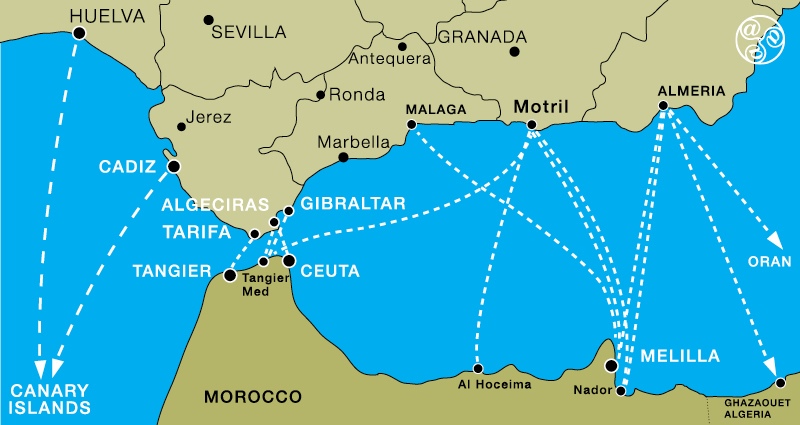 HUELVA
SEVILLA
Antequera
GRANADA
ALMERIA
Ronda
MALAGA
Motril
Jerez
Marbella
CADIZ
ALGECIRAS
GIBRALTAR
TARIFA
TANGIER
Tangier
Med
CEUTA
ORAN
MELILLA
CANARY
ISLANDS
MOROCCO
Al Hoceima
Nador
GHAZAOUET
ALGERIA
@
@
@